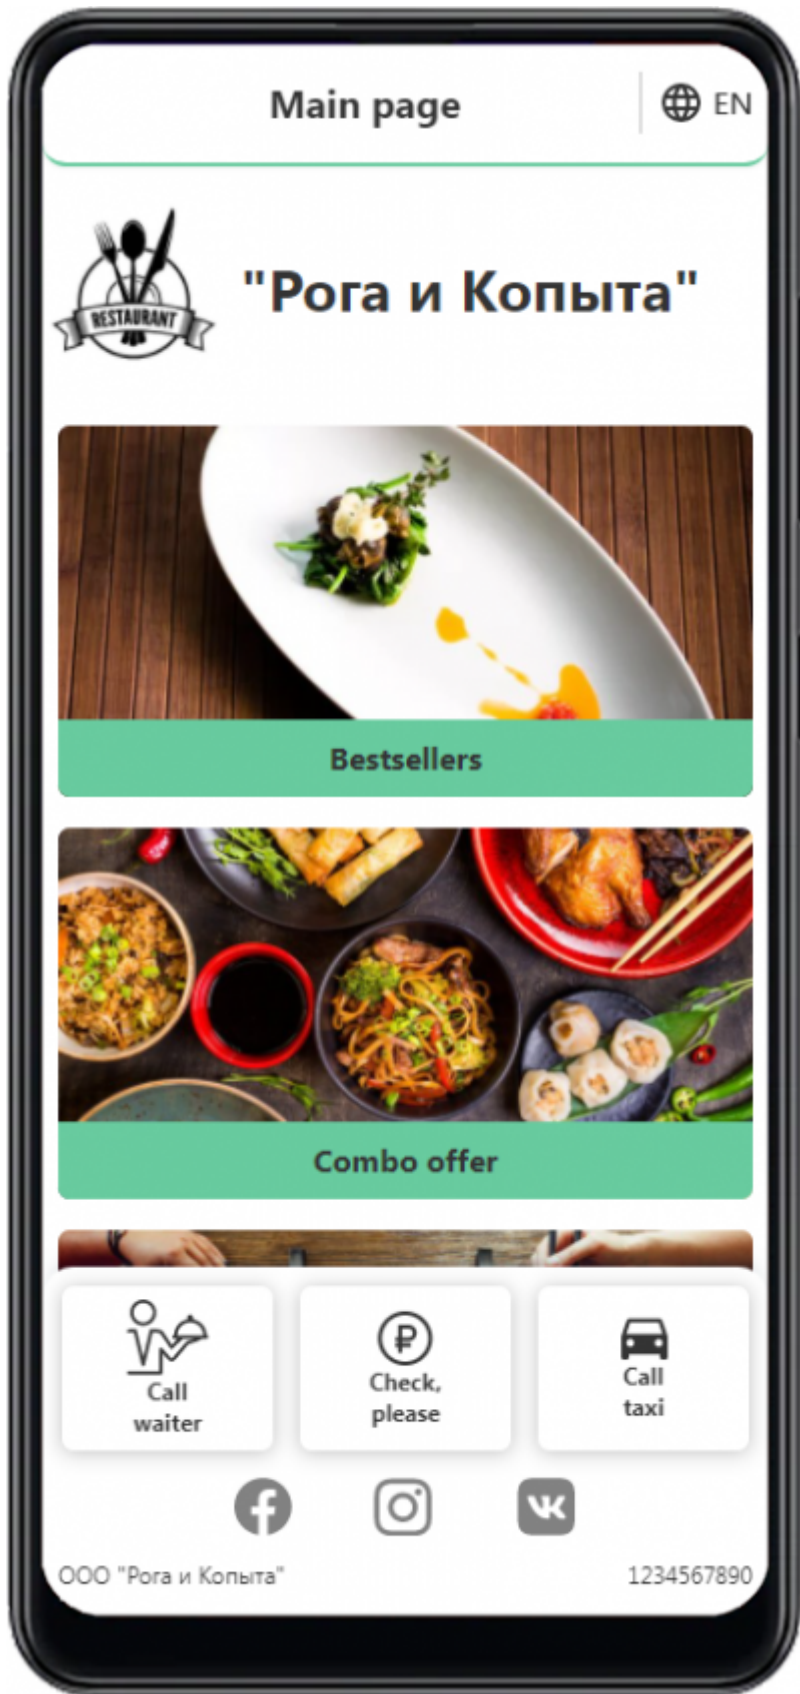 Main page
EN
RESTAURANT
"Рога и Копыта"
Bestsellers
Combo offer
Call
waiter
Check,
please
Call
taxi
ООО "Рога и Копыта"
1234567890